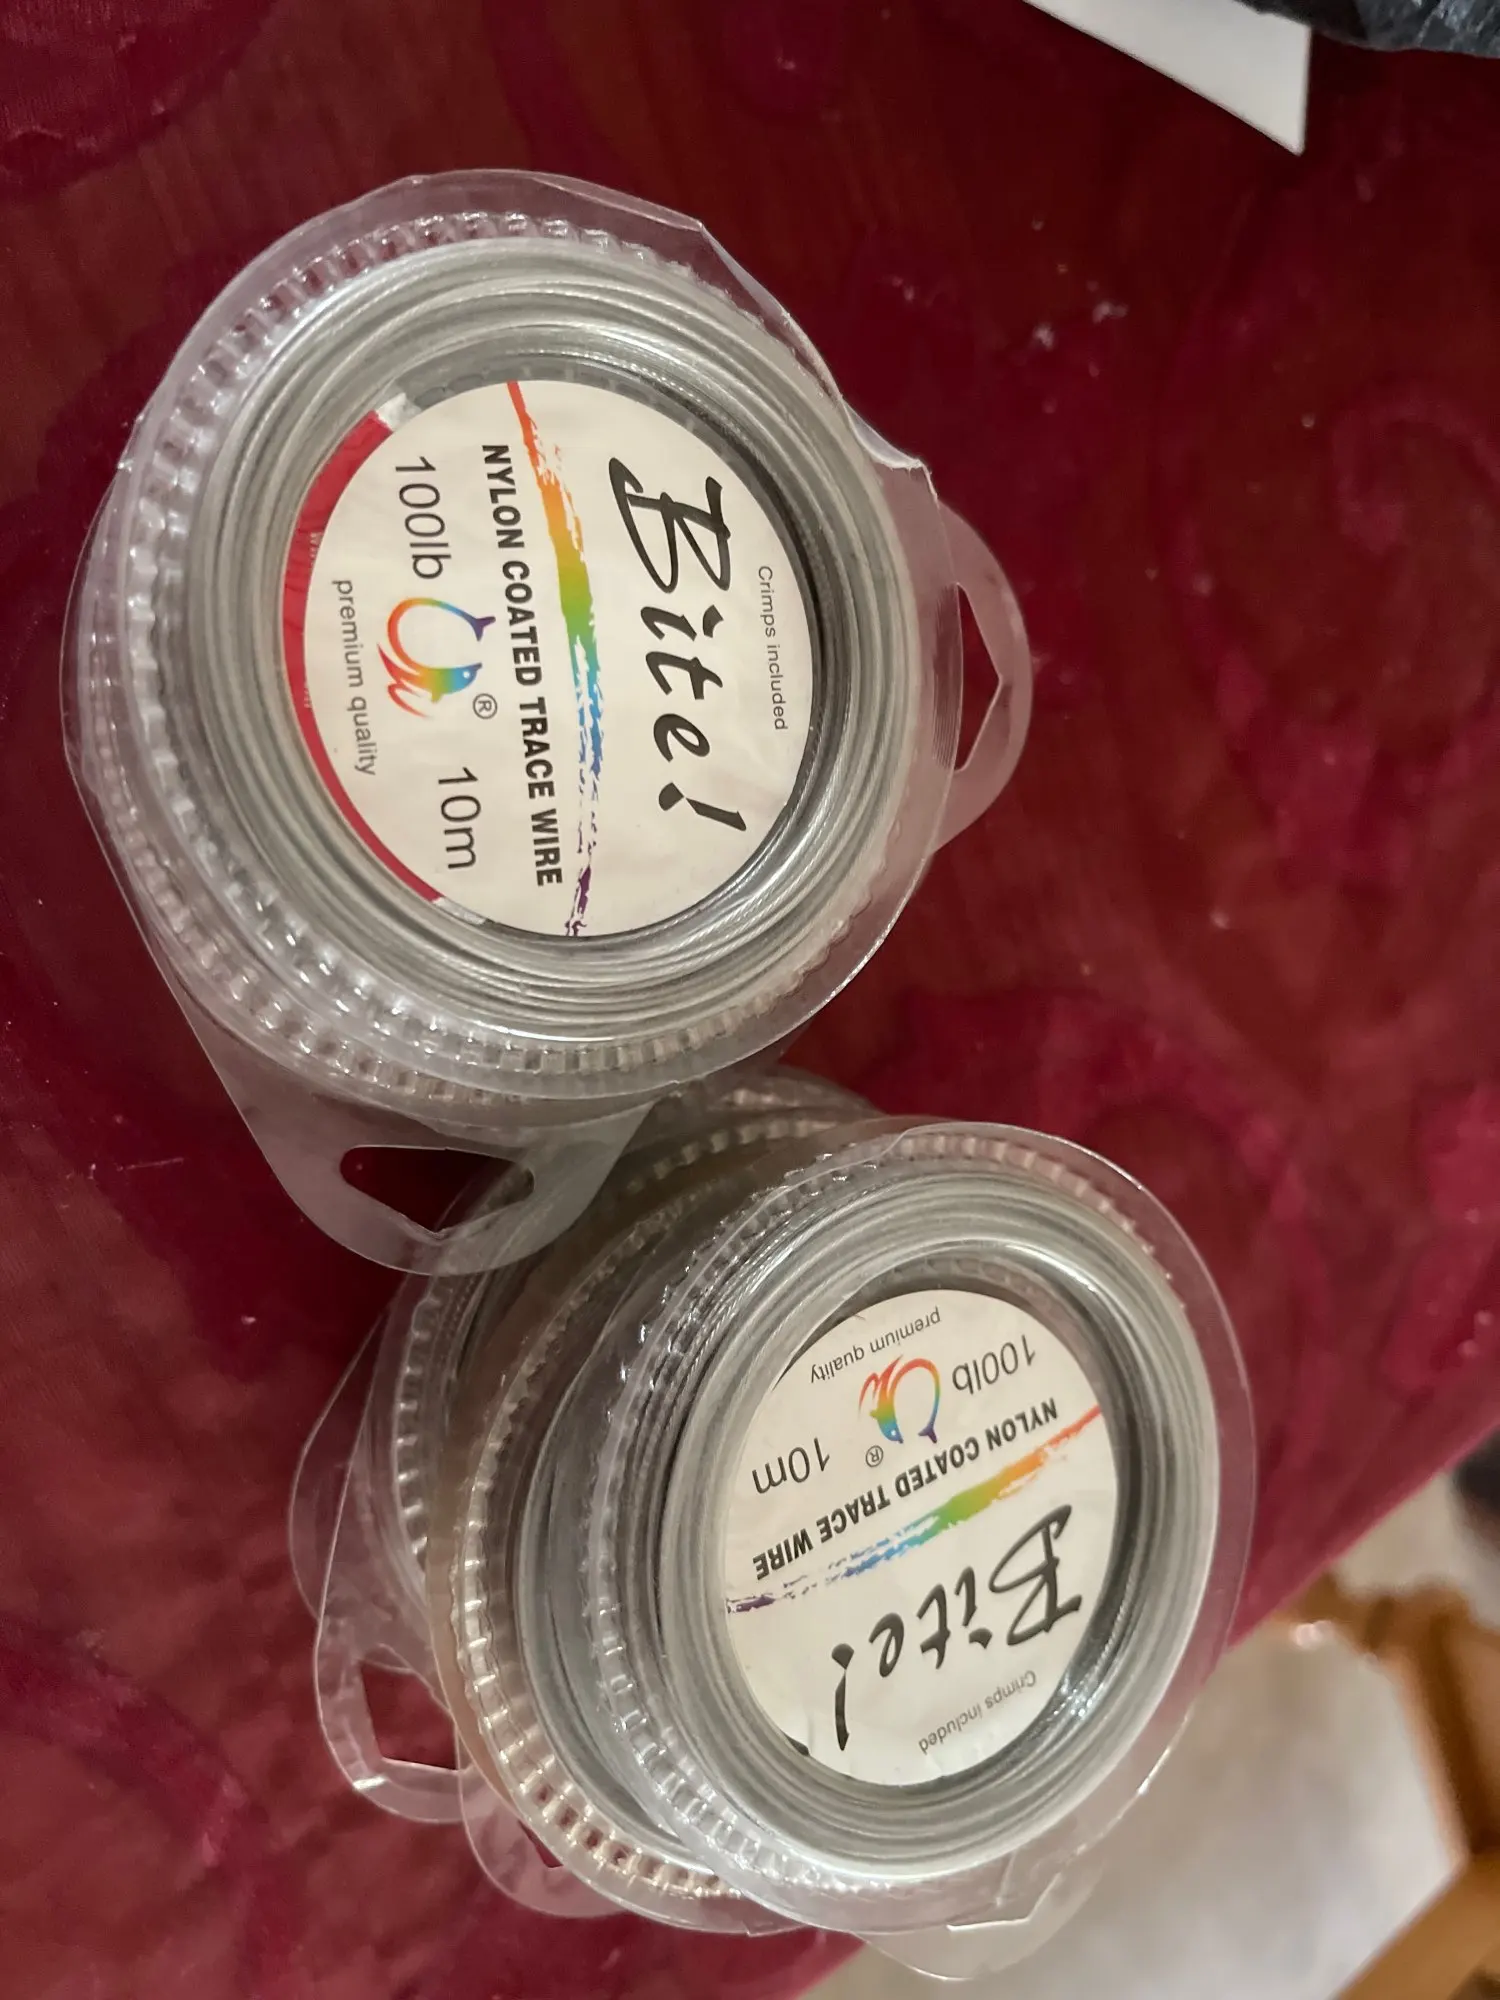 Crimps included
Bite!
NYLON COATED TRACE WIRE
100lb ® 10m
premium quality
Crimps included
Bite!
NYLON COATED TRACE WIRE
100lb ® 10m
premium quality